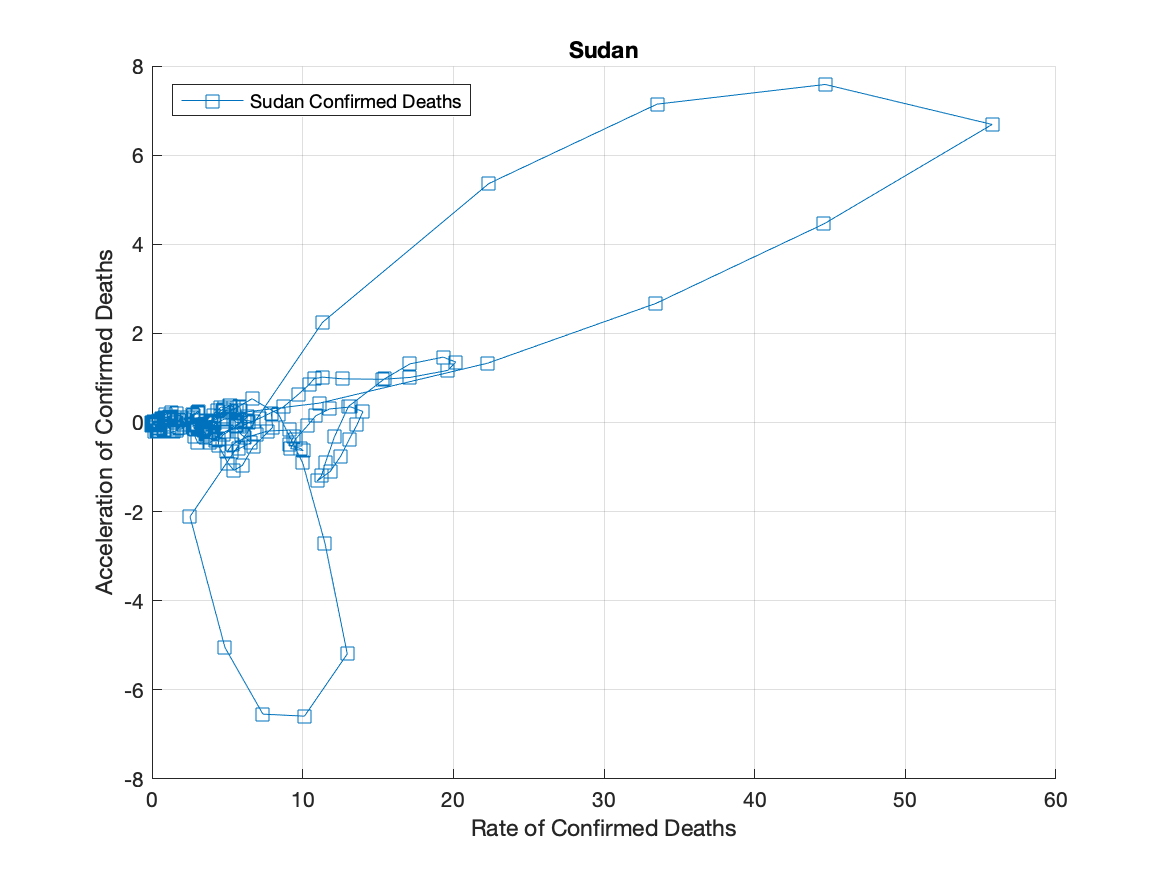 Sudan
Sudan Confirmed Deaths
8
6
4
2
0
-2
-4
-6
-8
Acceleration of Confirmed Deaths
0 10 20 30 40 50 60
Rate of Confirmed Deaths